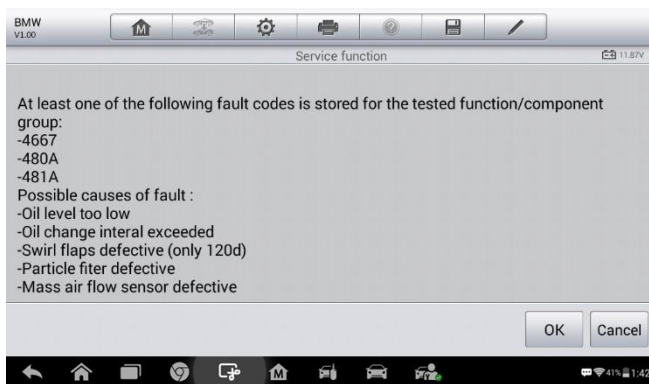 BMW
V1.00
Service function
11.87V
At least one of the following fault codes is stored for the tested function/component
group:
-4667
-480A
-481A
Possible causes of fault :
-Oil level too low
-Oil change interal exceeded
-Swirl flaps defective (only 120d)
-Particle fiter defective
-Mass air flow sensor defective
OK
Cancel
41%
1:42